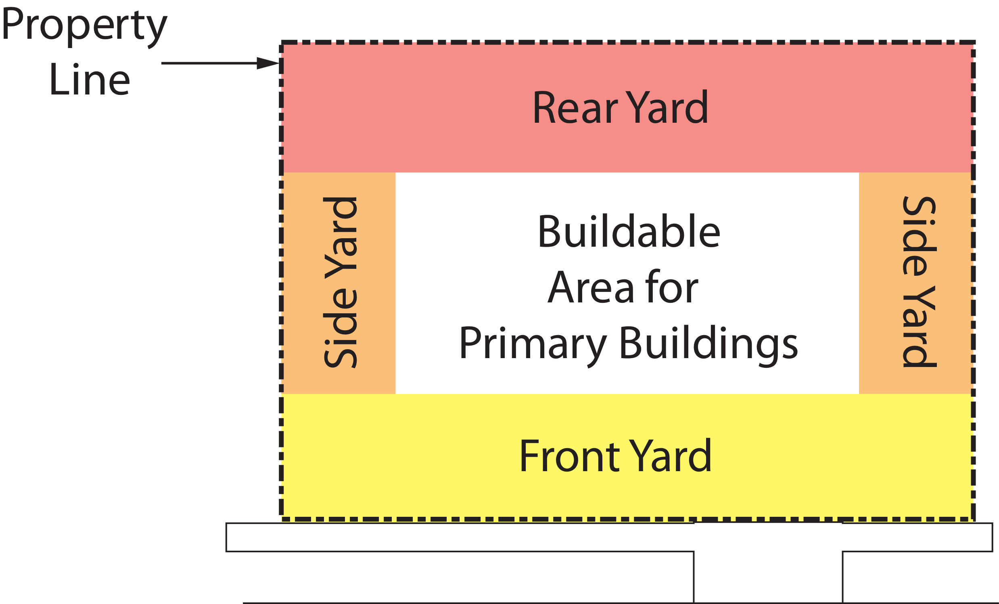 Property
Line
Rear Yard
Side Yard
Buildable
Area for
Primary Buildings
Side Yard
Front Yard